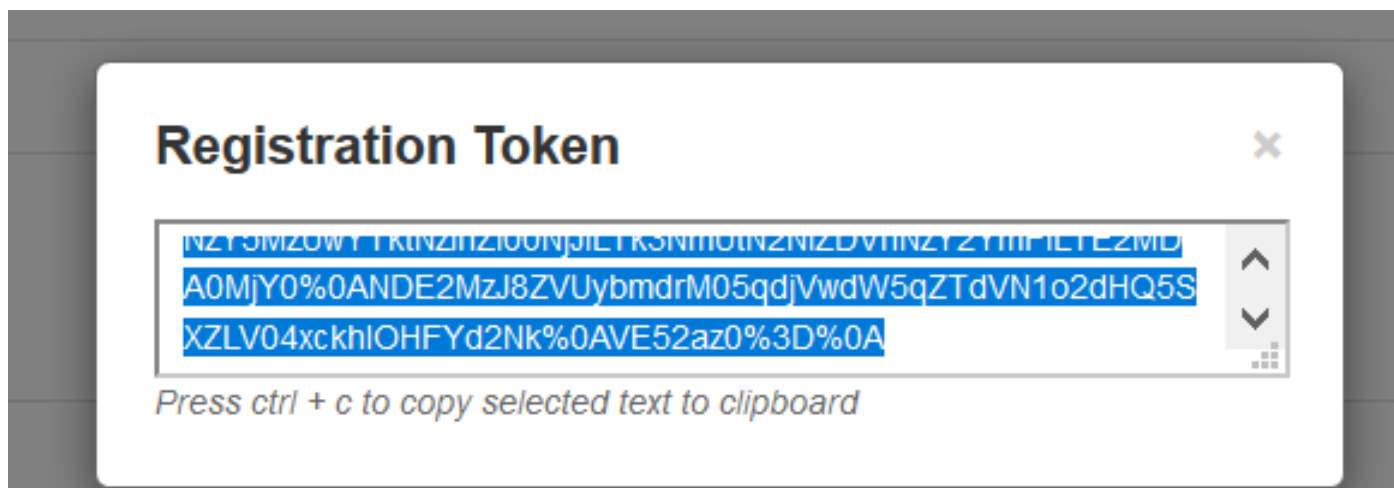 Registration Token
×
A0MjY0%0ANDE2MzJ8ZVUybmdrM05qdjVwdW5qZTdVN1o2dHQ5S
XZLV04xckhlOHFYd2Nk%0AVE52az0%3D%0A
Press ctrl + c to copy selected text to clipboard